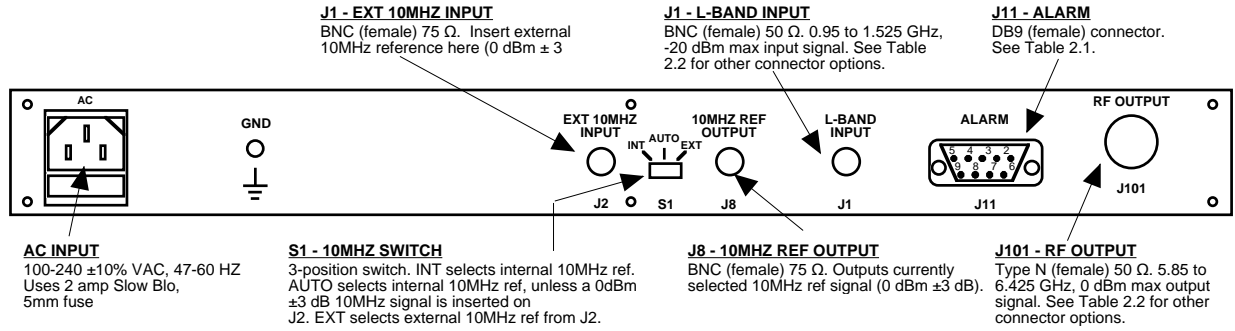 J1 - EXT 10MHZ INPUT
BNC (female) 75 Ω.  Insert external
10MHz reference here (0 dBm ± 3
J1 - L-BAND INPUT
BNC (female) 50 Ω. 0.95 to 1.525 GHz,
-20 dBm max input signal. See Table
2.2 for other connector options.
J11 - ALARM
DB9 (female) connector.
See Table 2.1.
AC
GND
EXT 10MHZ
INPUT
INT
AUTO
EXT
10MHZ REF
OUTPUT
L-BAND
INPUT
ALARM
5 4 3 2
9 8 7 6
RF OUTPUT
J101
J2
S1
J8
J1
J11
AC INPUT
100-240 ±10% VAC, 47-60 HZ
Uses 2 amp Slow Blo,
5mm fuse
S1 - 10MHZ SWITCH
3-position switch. INT selects internal 10MHz ref.
AUTO selects internal 10MHz ref, unless a 0dBm
±3 dB 10MHz signal is inserted on
J2. EXT selects external 10MHz ref from J2.
J8 - 10MHZ REF OUTPUT
BNC (female) 75 Ω. Outputs currently
selected 10MHz ref signal (0 dBm ±3 dB).
J101 - RF OUTPUT
Type N (female) 50 Ω. 5.85 to
6.425 GHz, 0 dBm max output
signal. See Table 2.2 for other
connector options.